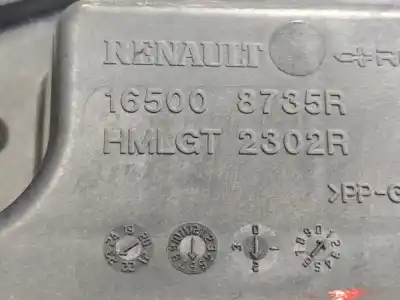 RENAULT
16500 8735R
HMLGT 2302R
>PP-G